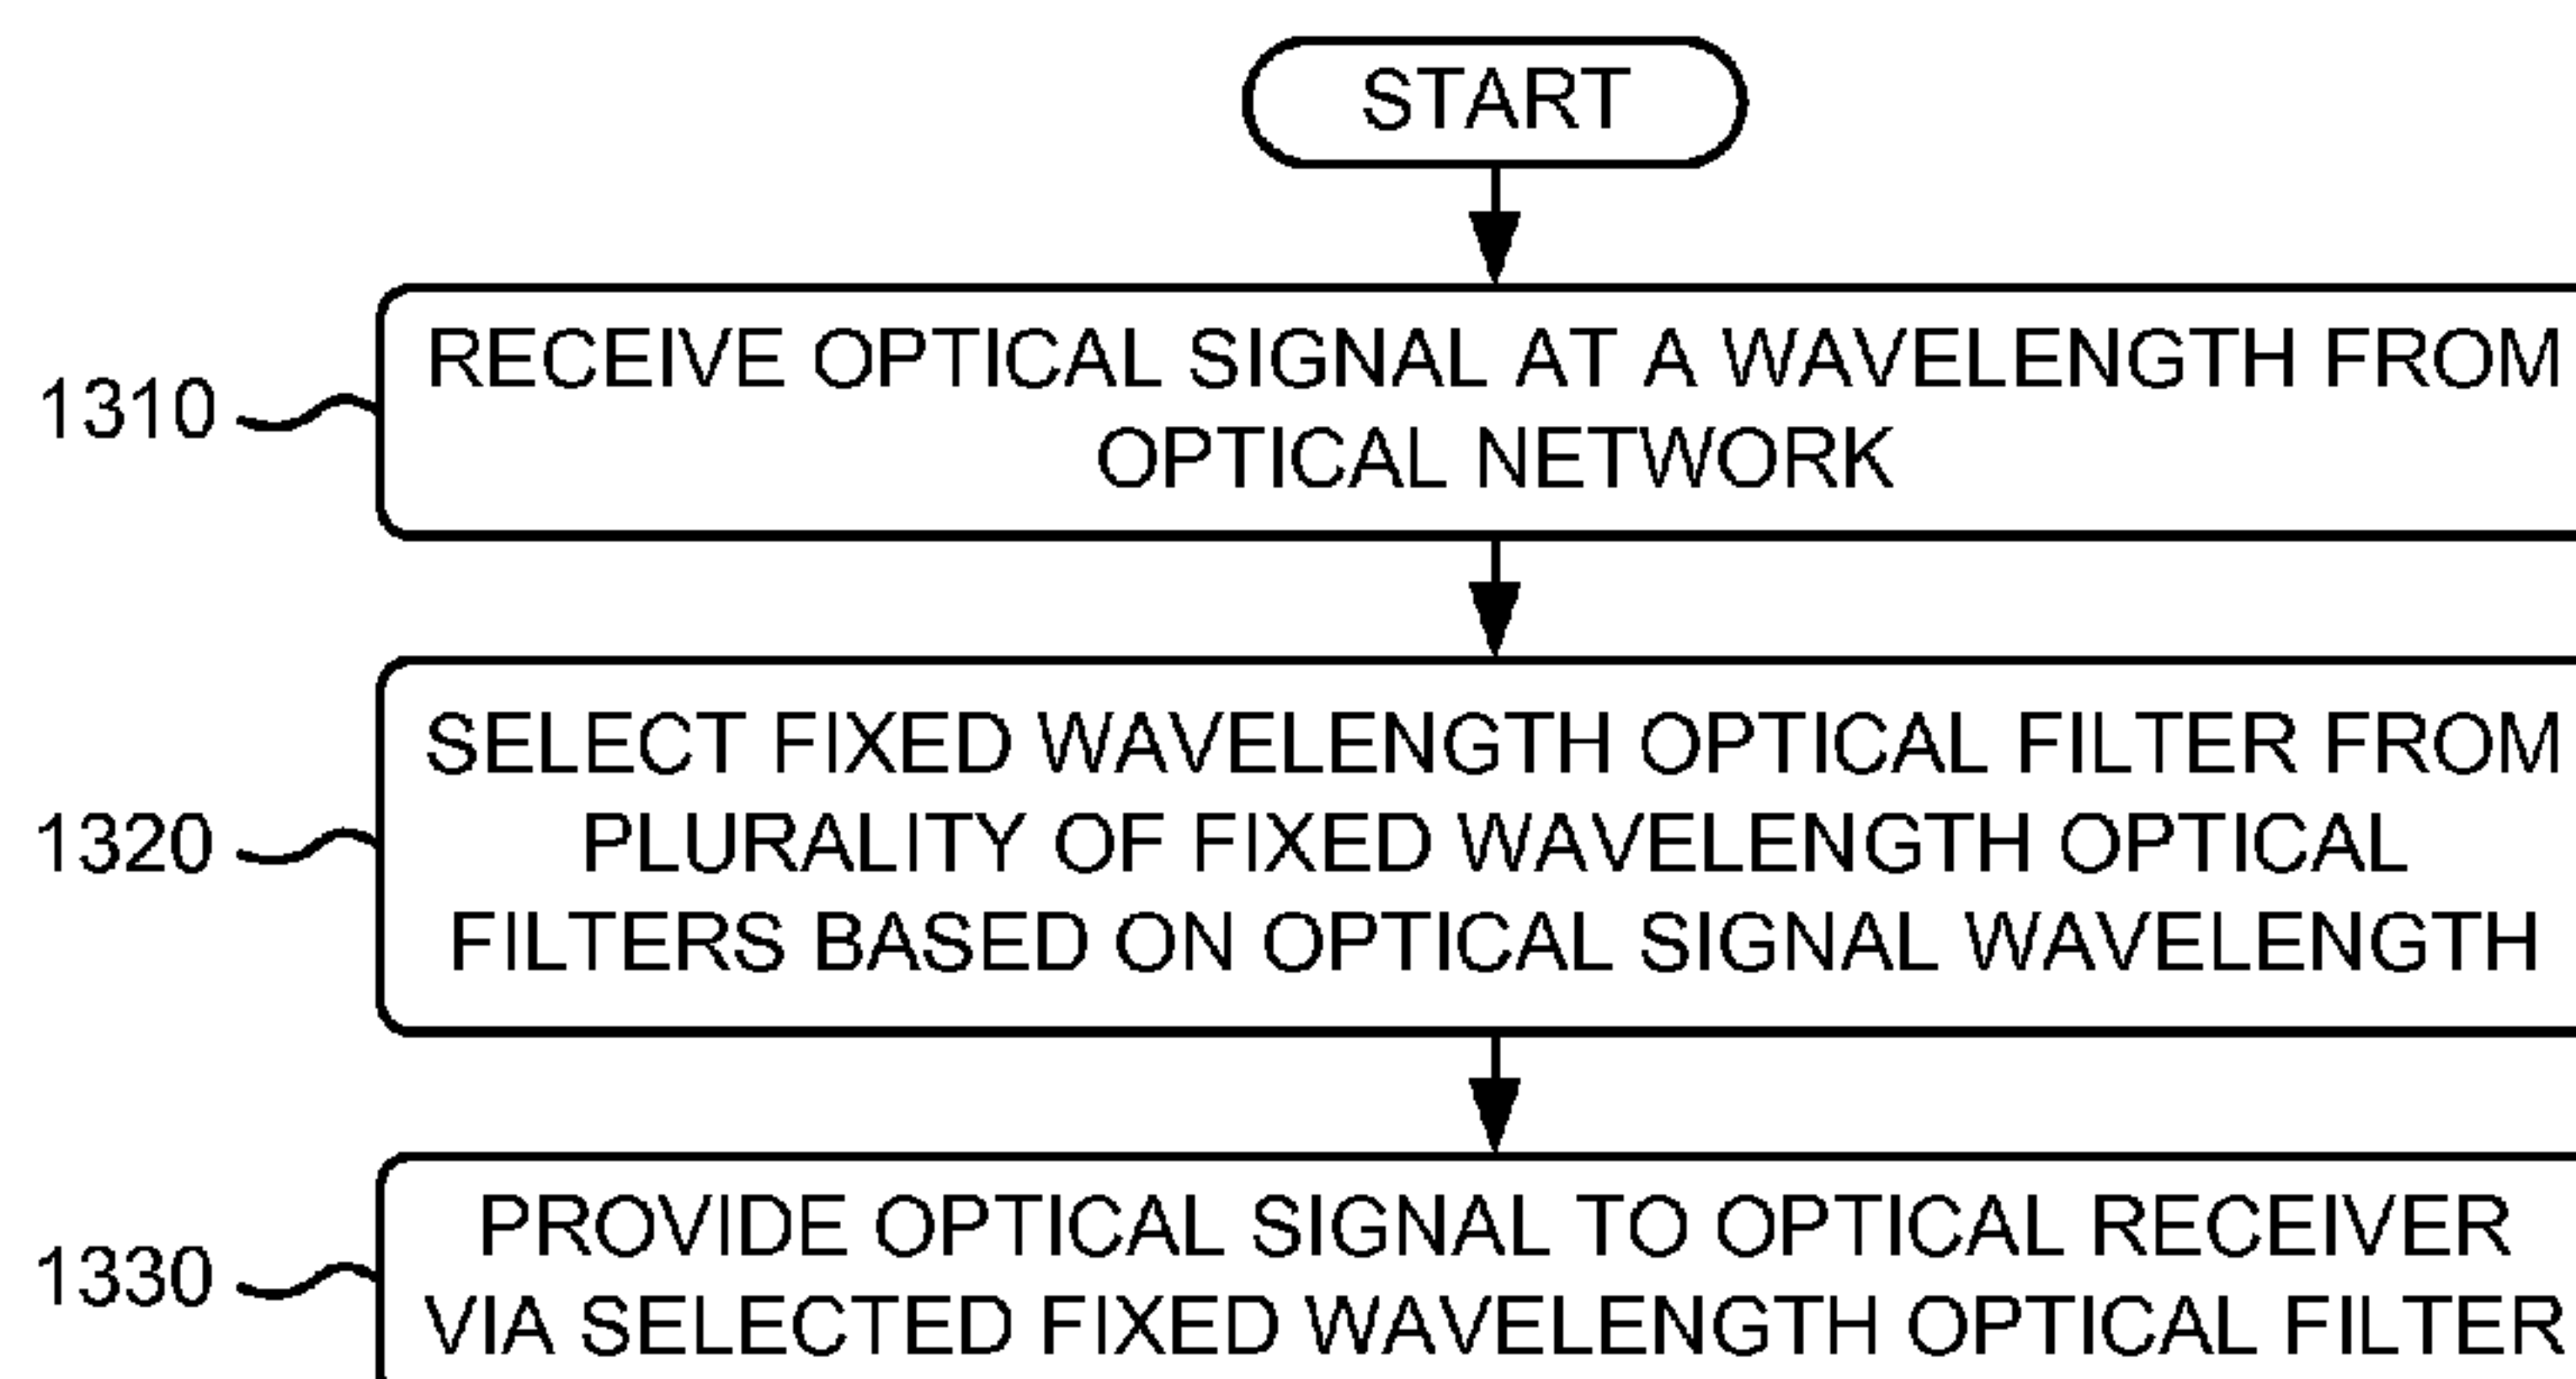 START
RECEIVE OPTICAL SIGNAL AT A WAVELENGTH FROM
OPTICAL NETWORK
1310
SELECT FIXED WAVELENGTH OPTICAL FILTER FROM
PLURALITY OF FIXED WAVELENGTH OPTICAL
FILTERS BASED ON OPTICAL SIGNAL WAVELENGTH
1320
PROVIDE OPTICAL SIGNAL TO OPTICAL RECEIVER
VIA SELECTED FIXED WAVELENGTH OPTICAL FILTER
1330